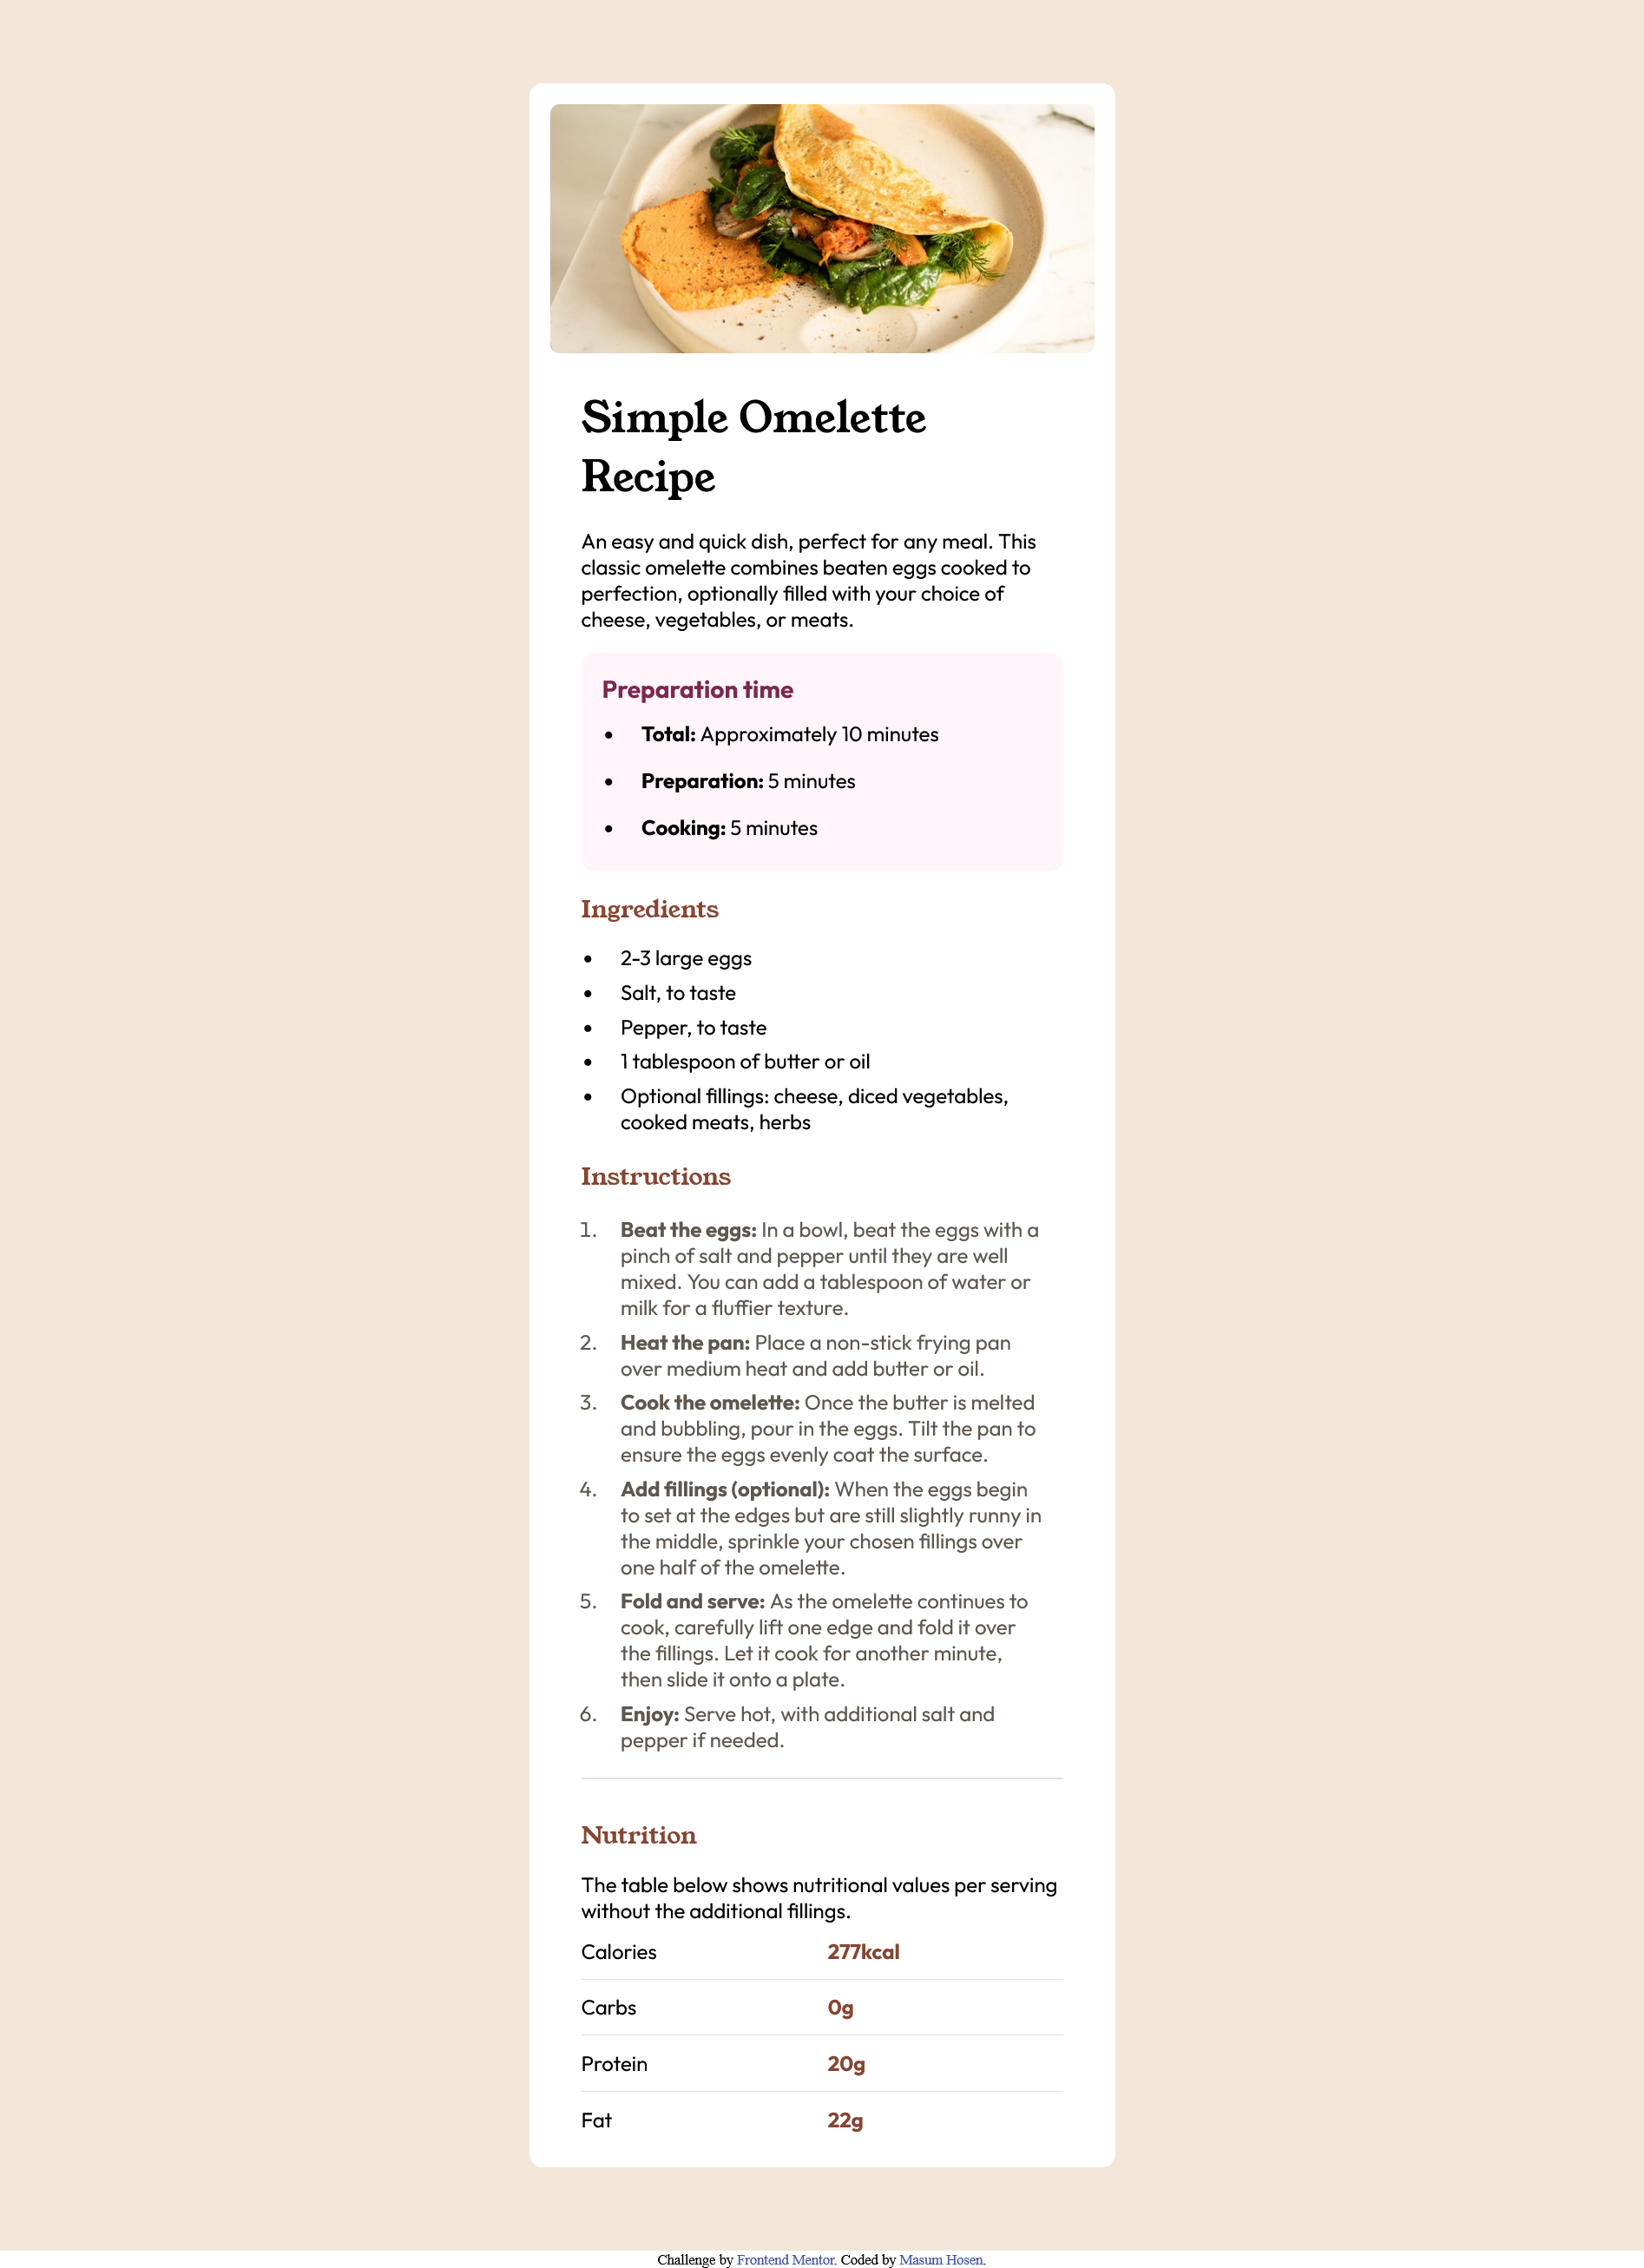 Simple Omelette
Recipe
An easy and quick dish, perfect for any meal. This
classic omelette combines beaten eggs cooked to
perfection, optionally filled with your choice of
cheese, vegetables, or meats.
Preparation time
• Total: Approximately 10 minutes
• Preparation: 5 minutes
• Cooking: 5 minutes
Ingredients
• 2-3 large eggs
• Salt, to taste
• Pepper, to taste
• 1 tablespoon of butter or oil
• Optional fillings: cheese, diced vegetables,
cooked meats, herbs
Instructions
1. Beat the eggs: In a bowl, beat the eggs with a
pinch of salt and pepper until they are well
mixed. You can add a tablespoon of water or
milk for a fluffier texture.
2. Heat the pan: Place a non-stick frying pan
over medium heat and add butter or oil.
3. Cook the omelette: Once the butter is melted
and bubbling, pour in the eggs. Tilt the pan to
ensure the eggs evenly coat the surface.
4. Add fillings (optional): When the eggs begin
to set at the edges but are still slightly runny in
the middle, sprinkle your chosen fillings over
one half of the omelette.
5. Fold and serve: As the omelette continues to
cook, carefully lift one edge and fold it over
the fillings. Let it cook for another minute,
then slide it onto a plate.
6. Enjoy: Serve hot, with additional salt and
pepper if needed.
Nutrition
The table below shows nutritional values per serving
without the additional fillings.
Calories 277kcal
Carbs 0g
Protein 20g
Fat 22g
Challenge by Frontend Mentor. Coded by Masum Hosen.